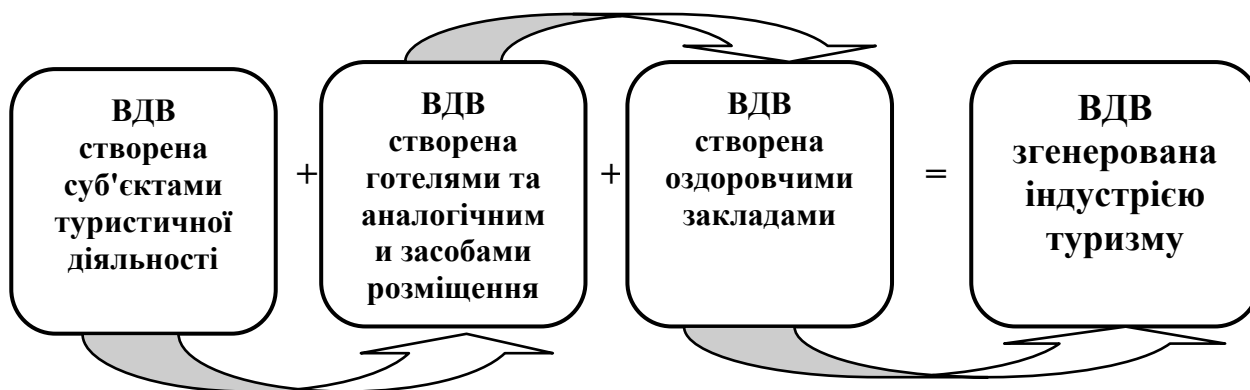 ВДВ
створена
суб'єктами
туристичної
діяльності
+
ВДВ
створена
готелями та
аналогічним
и засобами
розміщення
+
ВДВ
створена
оздоровчими
закладами
=
ВДВ
згенерована
індустрією
туризму